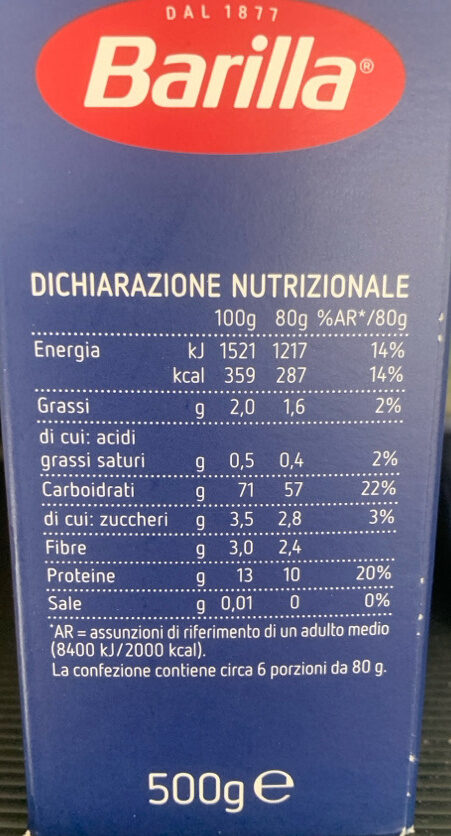 DAL 1877
Barilla®
DICHIARAZIONE NUTRIZIONALE
100g 80g %AR*/80g
Energia kJ 1521 1217 14%
kcal 359 287 14%
Grassi g 2,0 1,6 2%
di cui: acidi
grassi saturi g 0,5 0,4 2%
Carboidrati g 71 57 22%
di cui: zuccheri g 3,5 2,8 3%
Fibre g 3,0 2,4
Proteine g 13 10 20%
Sale g 0,01 0 0%
*AR = assunzioni di riferimento di un adulto medio
(8400 kJ/2000 kcal).
La confezione contiene circa 6 porzioni da 80 g.
500g ℮